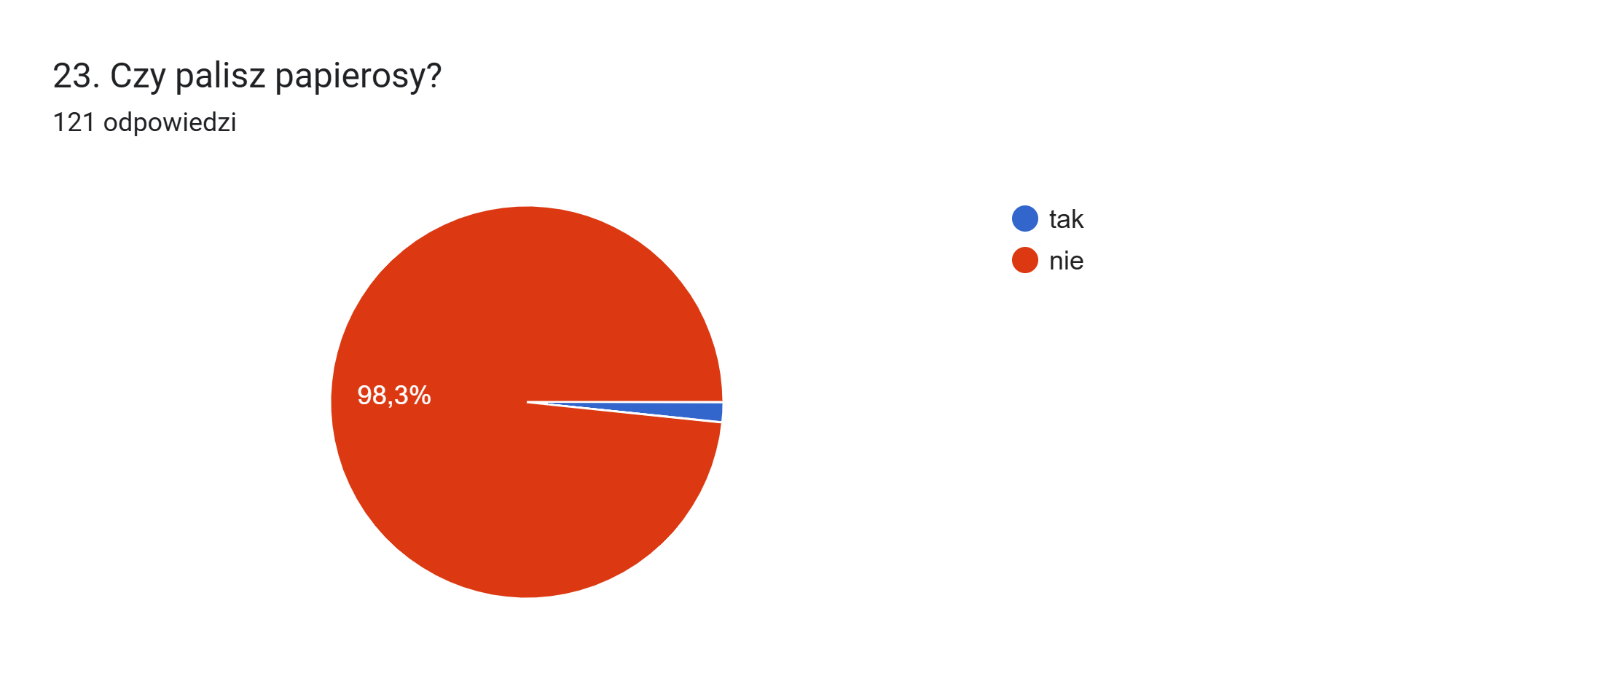 23. Czy palisz papierosy?
121 odpowiedzi
tak
nie
98,3%